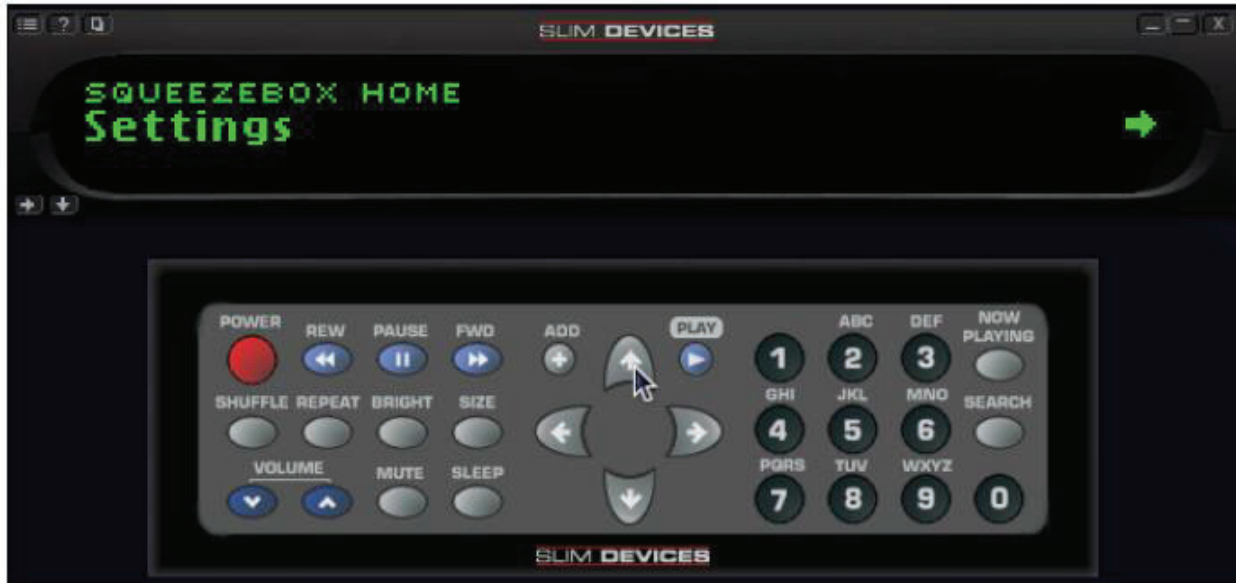 ?
SLIM DEVICES
X
SQUEEZEBOX HOME
Settings
POWER REW PAUSE FWD ADD PLAY ABC DEF NOW PLAYING
1 2 3
SHUFFLE REPEAT BRIGHT SIZE GHI JKL MNO SEARCH
4 5 6
VOLUME MUTE SLEEP PQRS TUV WXYZ
7 8 9 0
SLIM DEVICES